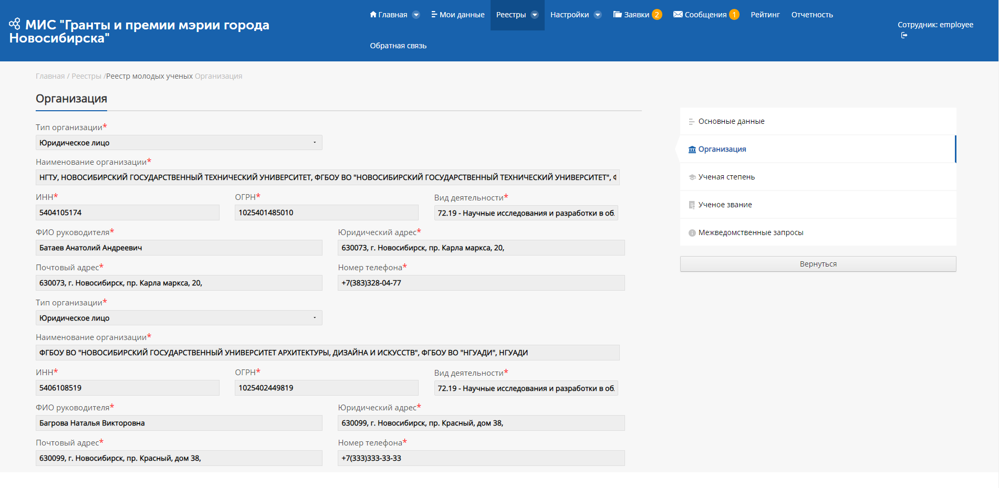 МИС "Гранты и премии мэрии города
Новосибирска"
Главная Мои данные Реестры Настройки Заявки 2 Сообщения 1 Рейтинг Отчетность
Обратная связь
Сотрудник: employee
Главная / Реестры /Реестр молодых ученых Организация
Организация
Тип организации*
Юридическое лицо
Наименование организации*
НГТУ, НОВОСИБИРСКИЙ ГОСУДАРСТВЕННЫЙ ТЕХНИЧЕСКИЙ УНИВЕРСИТЕТ, ФГБОУ ВО "НОВОСИБИРСКИЙ ГОСУДАРСТВЕННЫЙ ТЕХНИЧЕСКИЙ УНИВЕРСИТЕТ",
ИНН* ОГРН* Вид деятельности*
5404105174 1025401485010 72.19 - Научные исследования и разработки в об
ФИО руководителя* Юридический адрес*
Батаев Анатолий Андреевич 630073, г. Новосибирск, пр. Карла маркса, 20,
Почтовый адрес* Номер телефона*
630073, г. Новосибирск, пр. Карла маркса, 20, +7(383)328-04-77
Тип организации*
Юридическое лицо
Наименование организации*
ФГБОУ ВО "НОВОСИБИРСКИЙ ГОСУДАРСТВЕННЫЙ УНИВЕРСИТЕТ АРХИТЕКТУРЫ, ДИЗАЙНА И ИСКУССТВ", ФГБОУ ВО "НГУАДИ", НГУАДИ
ИНН* ОГРН* Вид деятельности*
5406108519 1025402449819 72.19 - Научные исследования и разработки в об
ФИО руководителя* Юридический адрес*
Багрова Наталья Викторовна 630099, г. Новосибирск, пр. Красный, дом 38,
Почтовый адрес* Номер телефона*
630099, г. Новосибирск, пр. Красный, дом 38, +7(333)333-33-33
Основные данные
Организация
Ученая степень
Ученое звание
Межведомственные запросы
Вернуться